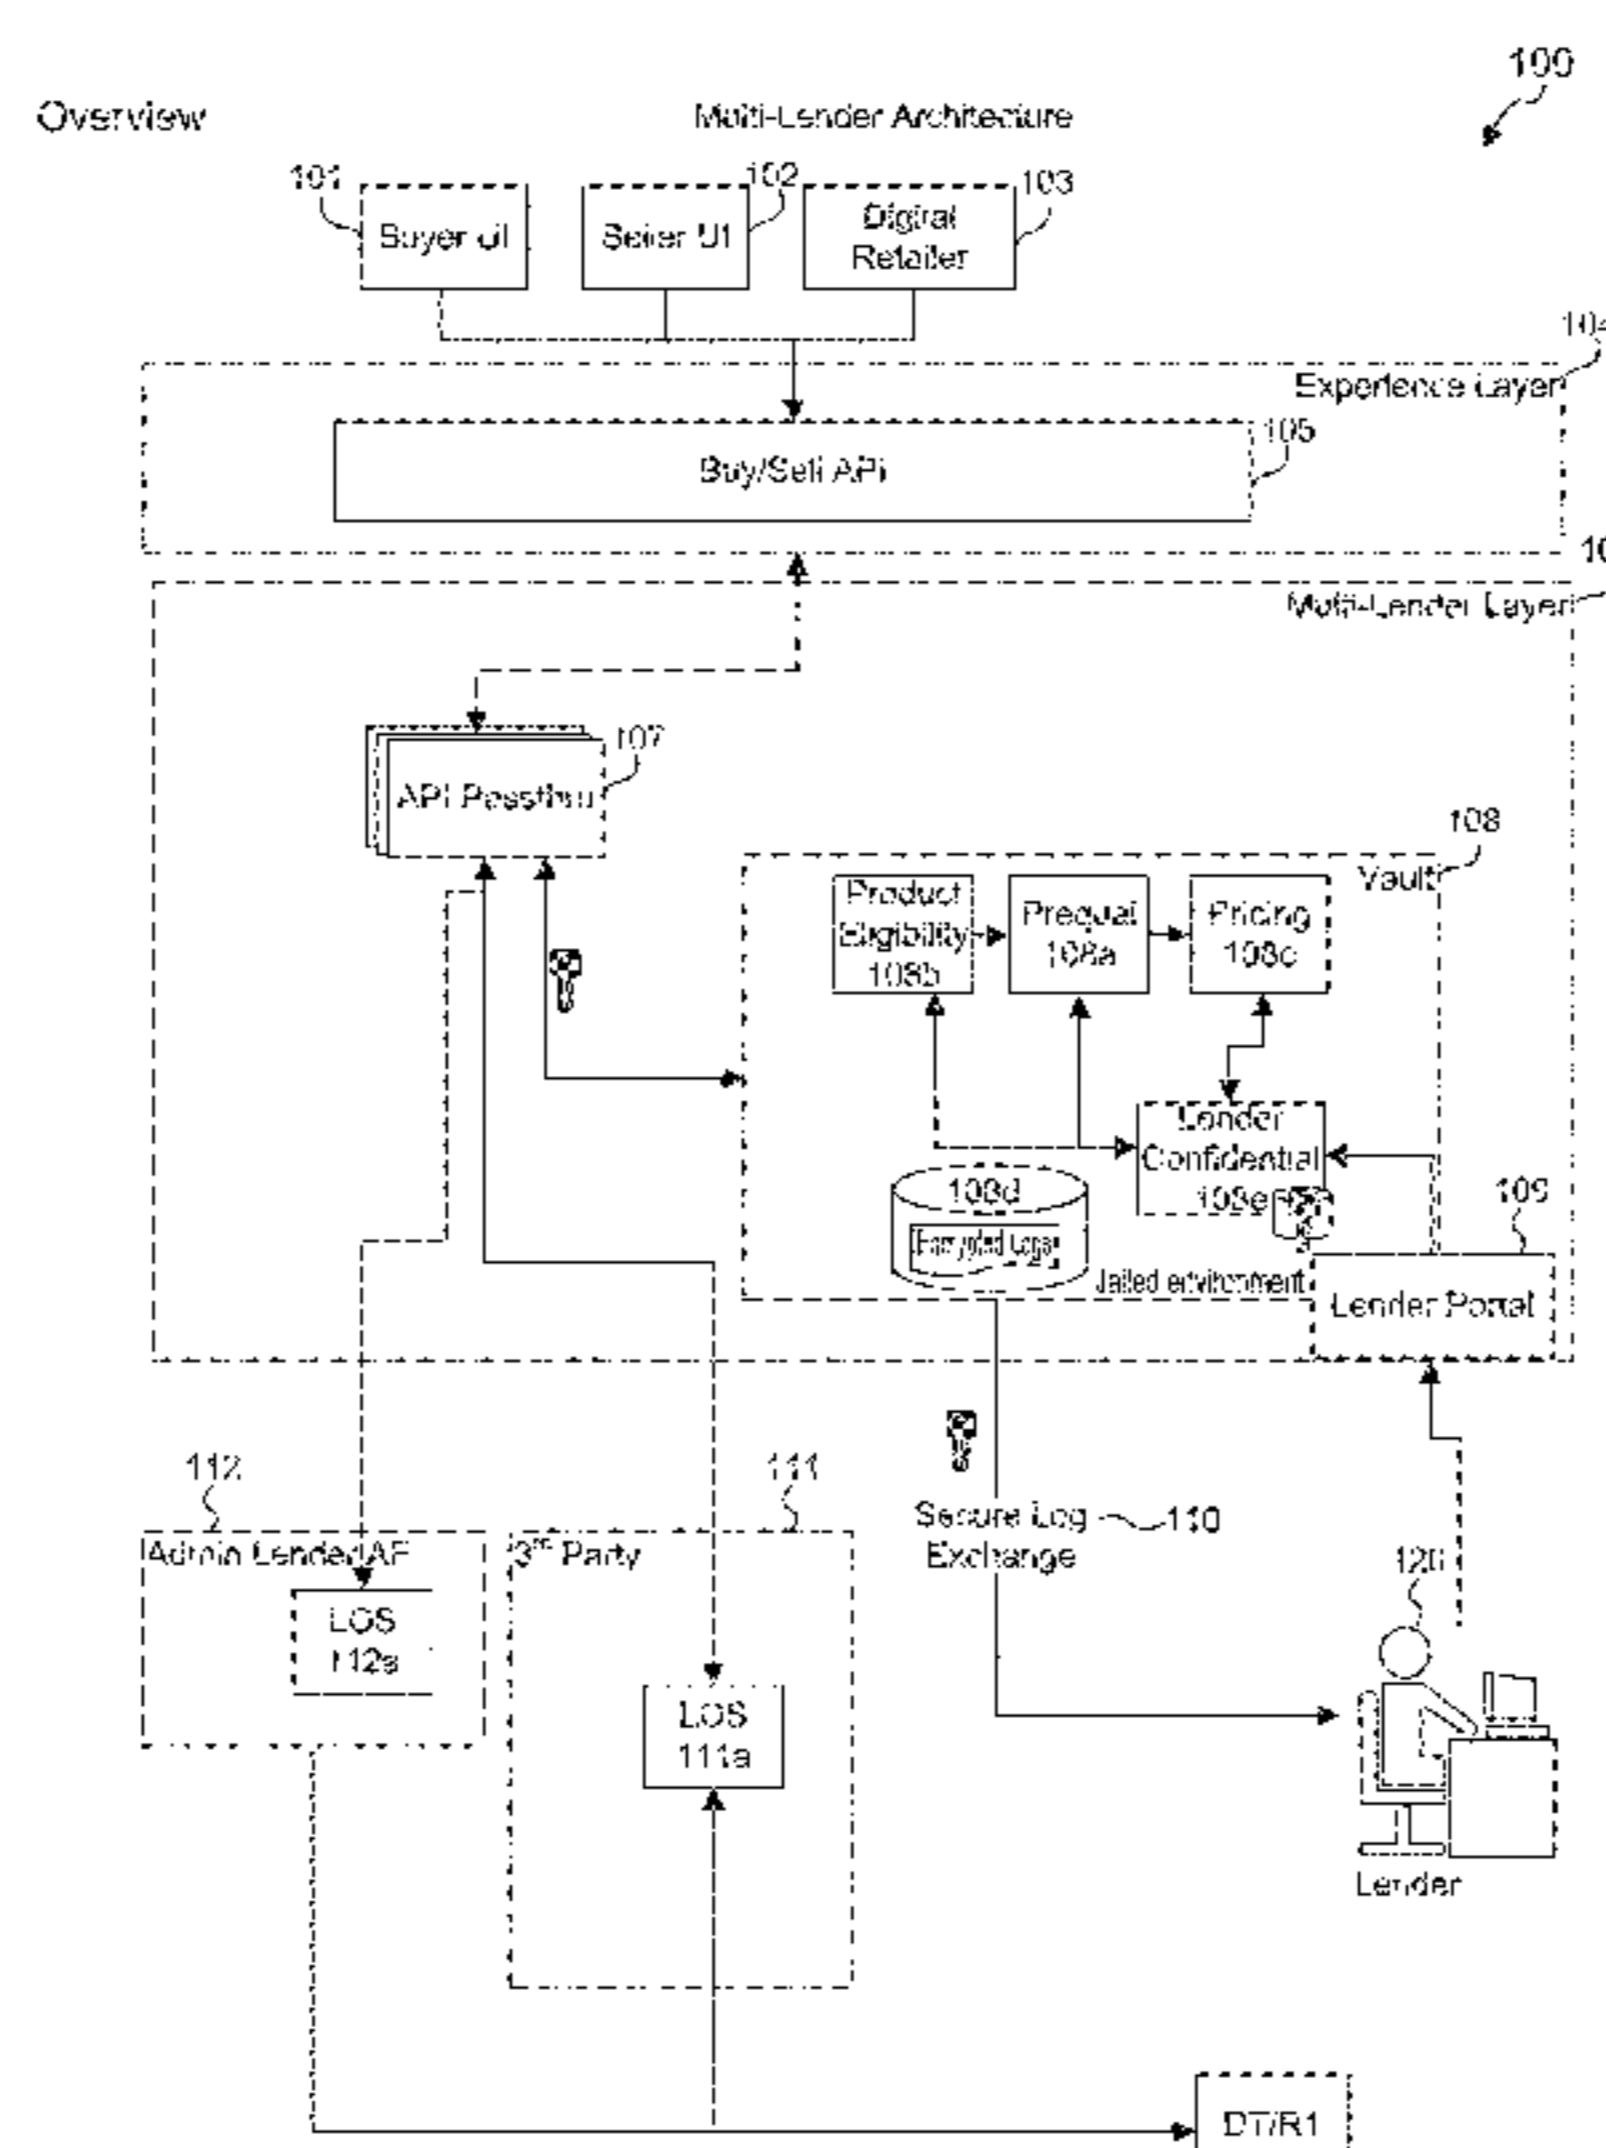 100
Overview
Multi-Lender Architecture
101
102
103
Buyer UI
Seller UI
Digital
Retailer
104
Experience Layer
105
Buy/Sell API
10
Multi-Lender Layer
107
API Passthru
108
Vault
Product
Eligibility
108b
Prequal
108a
Pricing
108c
Lender
Confidential
108e
108d
Encrypted Logs
109
Jailed environment
Lender Portal
112
111
Secure Log
Exchange
110
Admin Lender AF
3rd Party
120
LOS
112a
LOS
111a
Lender
DT/R1